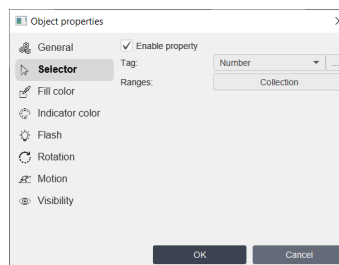 Object properties
General
Selector
Fill color
Indicator color
Flash
Rotation
Motion
Visibility
Enable property
Tag: Number ...
Ranges: Collection
OK Cancel